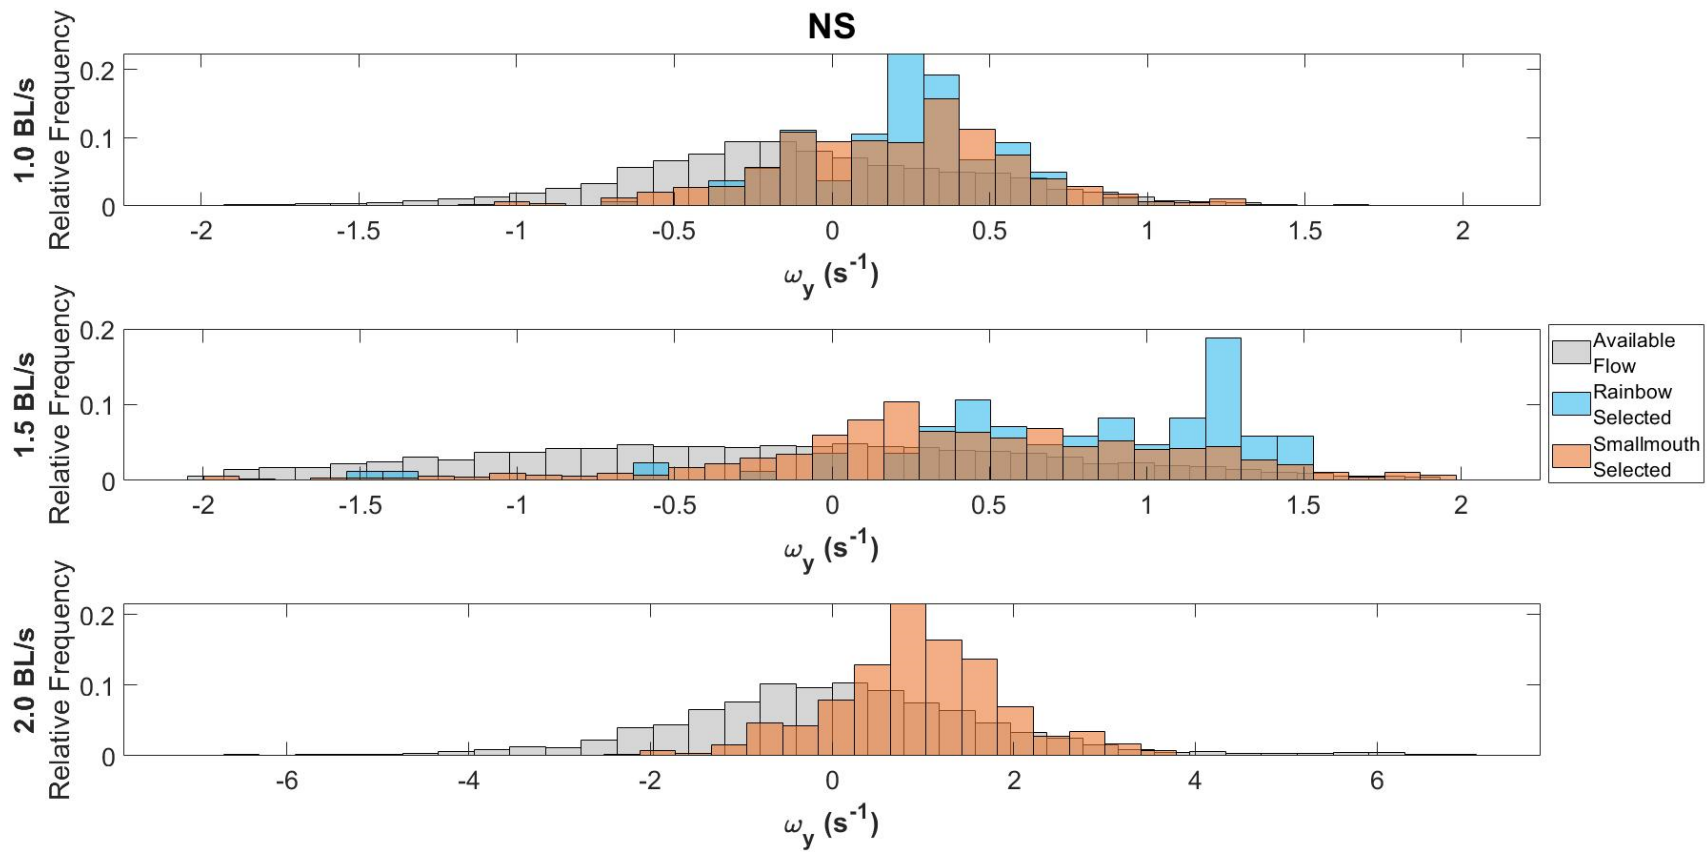 NS
1.0 BL/s
Relative Frequency
0.2
0.1
0
-2 -1.5 -1 -0.5 0 0.5 1 1.5 2
ω_y (s^-1)
1.5 BL/s
Relative Frequency
0.2
0.1
0
-2 -1.5 -1 -0.5 0 0.5 1 1.5 2
ω_y (s^-1)
Available
Flow
Rainbow
Selected
Smallmouth
Selected
2.0 BL/s
Relative Frequency
0.2
0.1
0
-6 -4 -2 0 2 4 6
ω_y (s^-1)